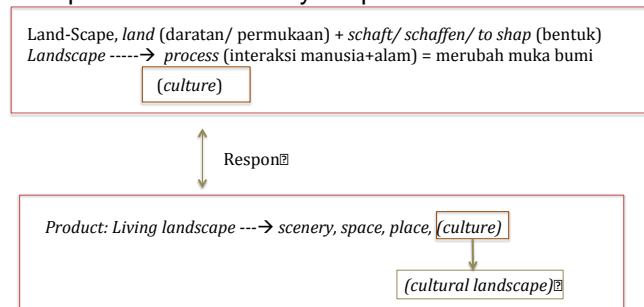 Land-Scape, land (daratan/ permukaan) + schaft/ schaffen/ to shap (bentuk)
Landscape -----→ process (interaksi manusia+alam) = merubah muka bumi
(culture)
Respon
Product: Living landscape ---→ scenery, space, place, (culture)
(cultural landscape)